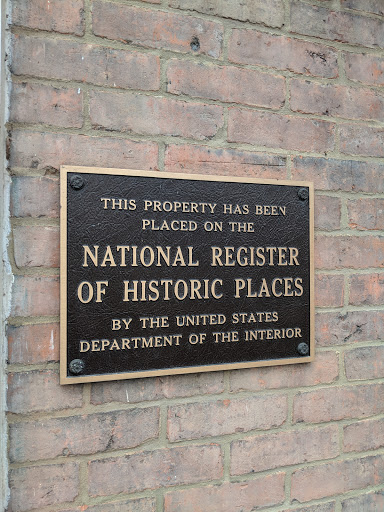 THIS PROPERTY HAS BEEN
PLACED ON THE
NATIONAL REGISTER
OF HISTORIC PLACES
BY THE UNITED STATES
DEPARTMENT OF THE INTERIOR